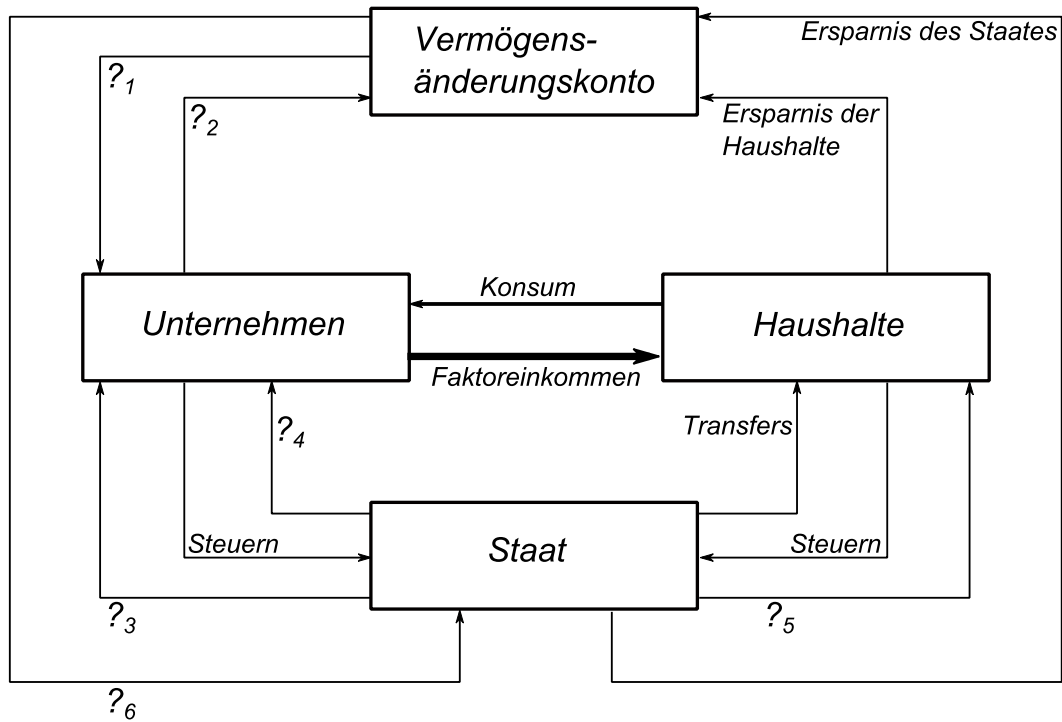 Vermögens-
änderungskonto
Ersparnis des Staates
?1
?2
Ersparnis der
Haushalte
Konsum
Unternehmen
Haushalte
Faktoreinkommen
?4
Transfers
Steuern
Staat
Steuern
?3
?5
?6